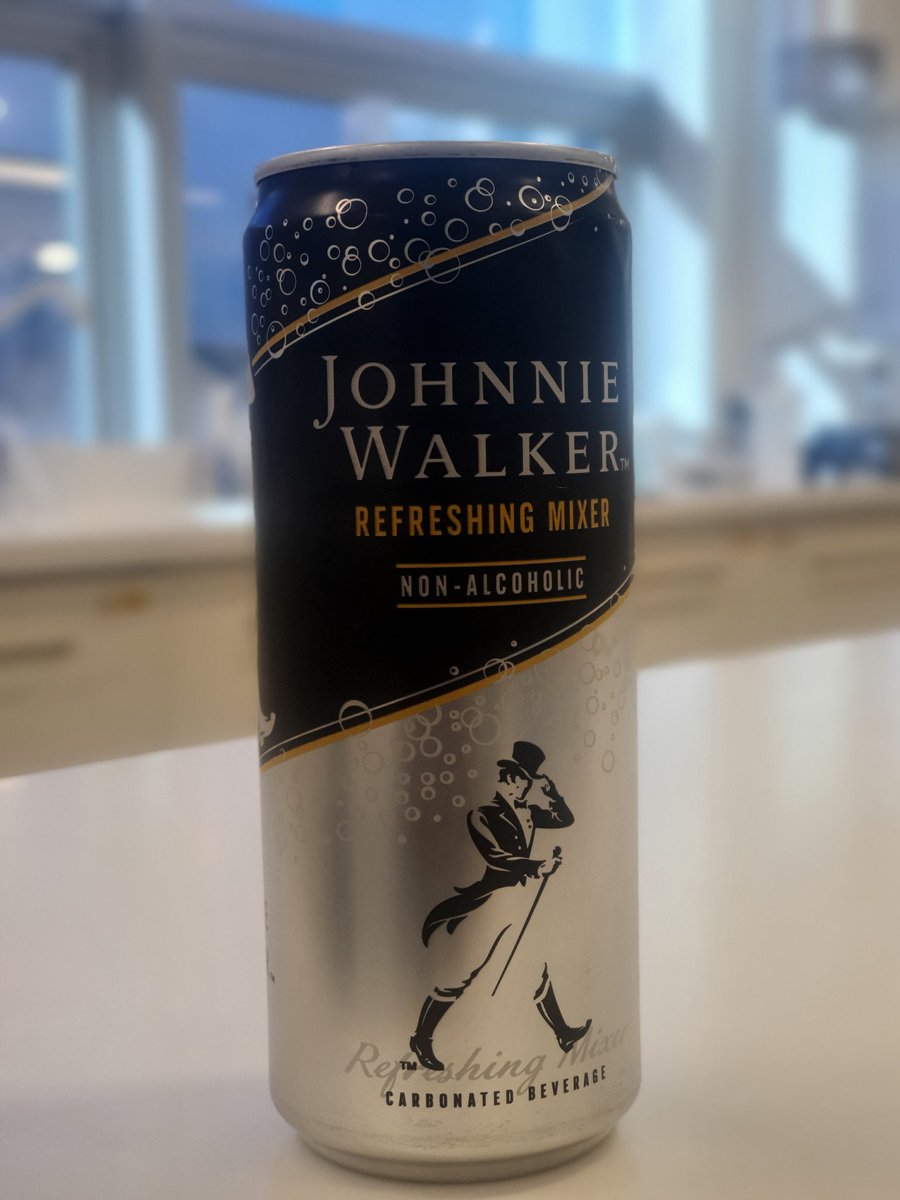 JOHNNIE
WALKER™
REFRESHING MIXER
NON-ALCOHOLIC
Refreshing Mixer
™
CARBONATED BEVERAGE